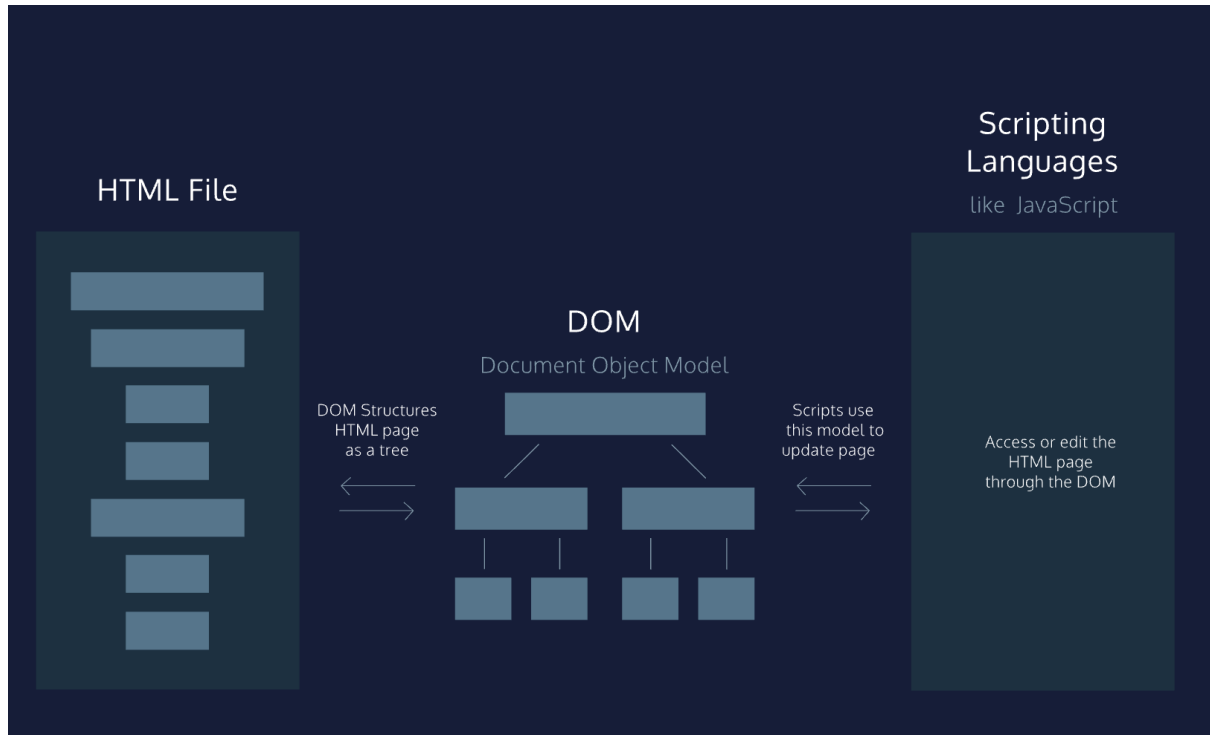 HTML File
DOM Structures
HTML page
as a tree
DOM
Document Object Model
Scripts use
this model to
update page
Scripting
Languages
like JavaScript
Access or edit the
HTML page
through the DOM